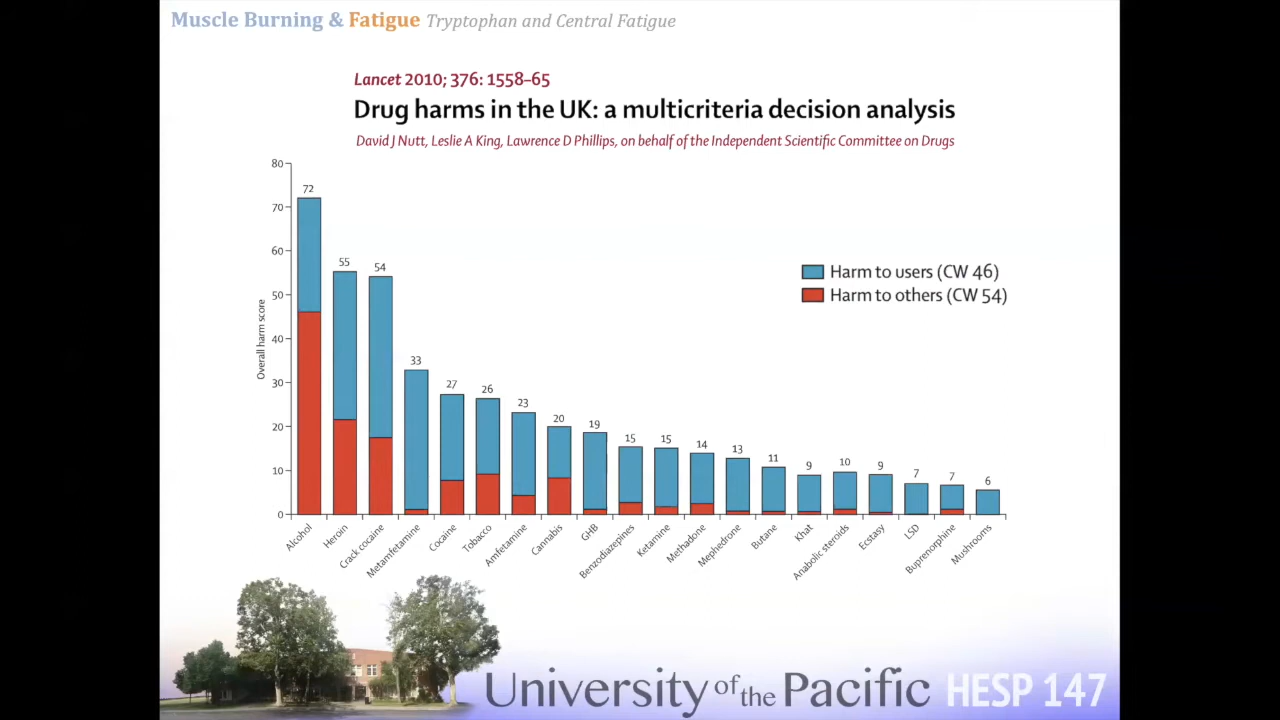 Muscle Burning & Fatigue Tryptophan and Central Fatigue
Lancet 2010; 376: 1558–65
Drug harms in the UK: a multicriteria decision analysis
David J Nutt, Leslie A King, Lawrence D Phillips, on behalf of the Independent Scientific Committee on Drugs
Overall harm score
80
70
60
50
40
30
20
10
0
72
55
54
33
27
26
23
20
19
15
15
14
13
11
9
10
9
7
7
6
Harm to users (CW 46)
Harm to others (CW 54)
Alcohol
Heroin
Crack cocaine
Metamfetamine
Cocaine
Tobacco
Amfetamine
Cannabis
GHB
Benzodiazepines
Ketamine
Methadone
Mephedrone
Butane
Khat
Anabolic steroids
Ecstasy
LSD
Buprenorphine
Mushrooms
University of the Pacific HESP 147